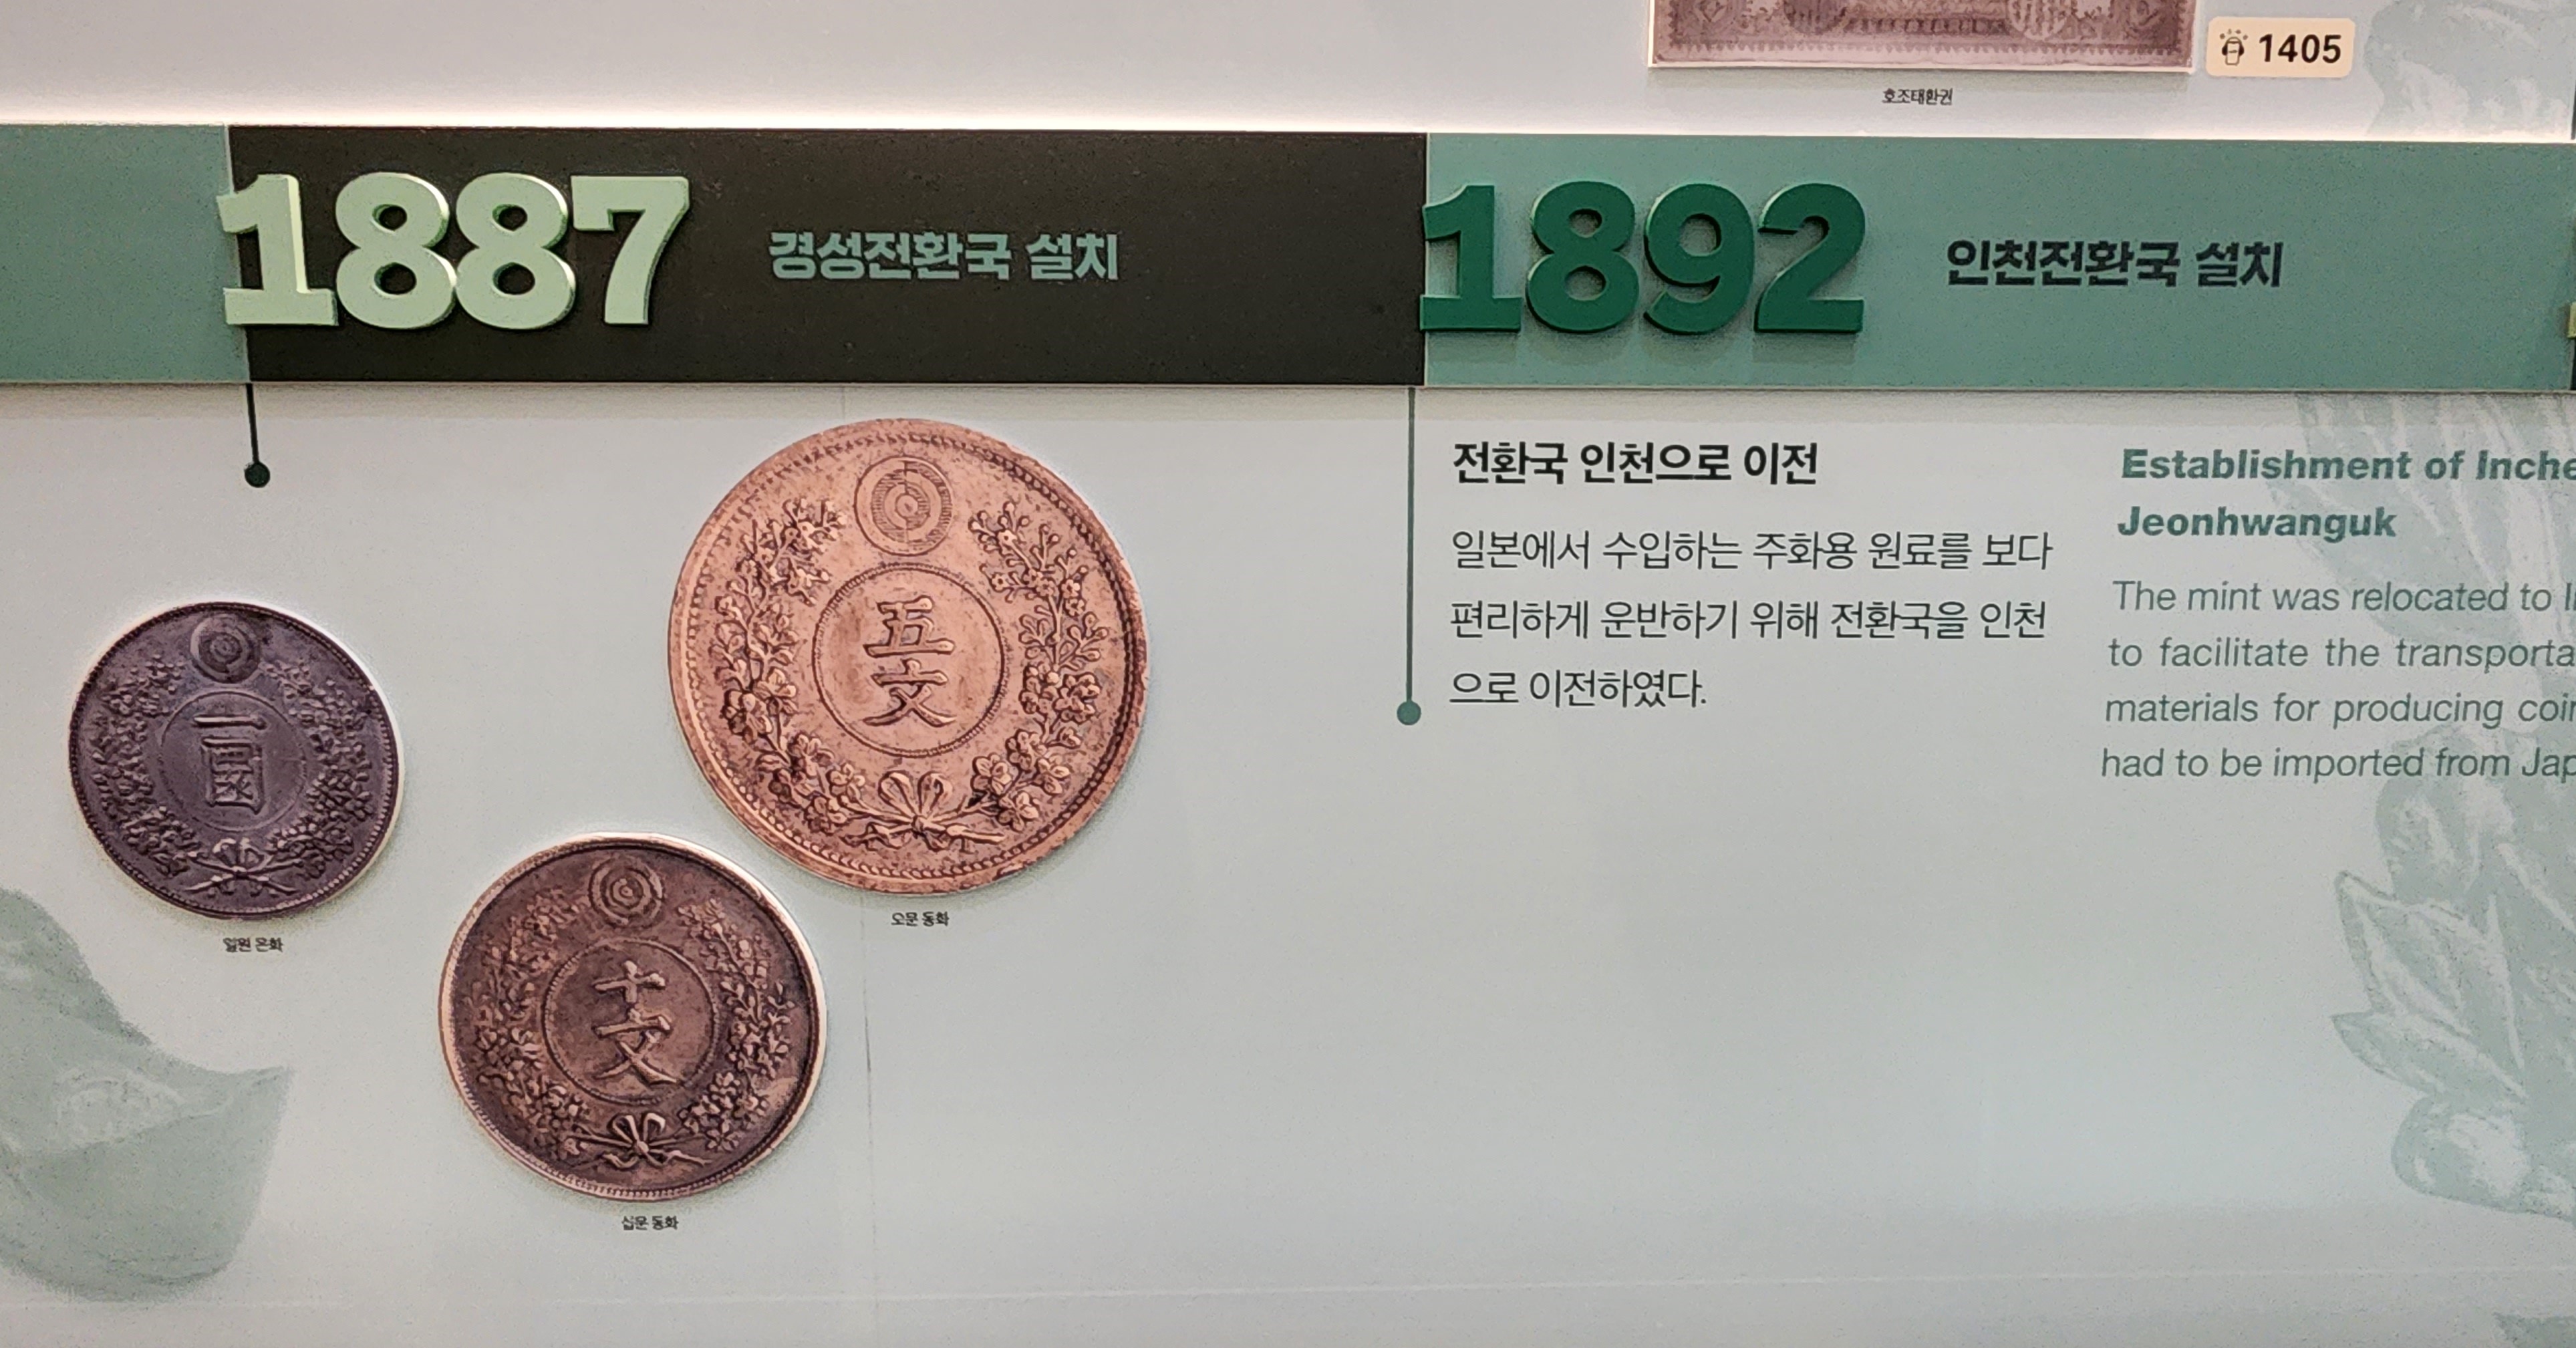 1405
호조태환권
1887 경성전환국 설치
1892 인천전환국 설치
一圜
일원 은화
五文
오문 동화
十文
십문 동화
전환국 인천으로 이전
일본에서 수입하는 주화용 원료를 보다
편리하게 운반하기 위해 전환국을 인천
으로 이전하였다.
Establishment of
Jeonhwanguk
The mint was relocated to
to facilitate the
materials for producing
had to be imported from